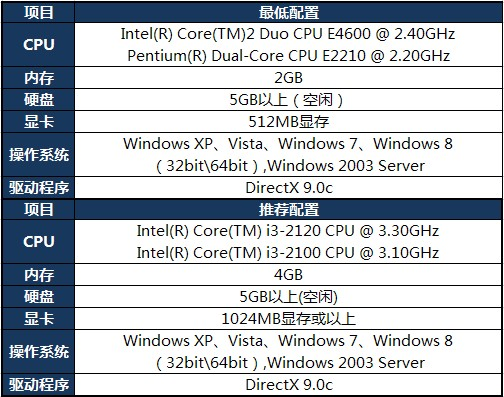 项目 最低配置
CPU Intel(R) Core(TM)2 Duo CPU E4600 @ 2.40GHz
Pentium(R) Dual-Core CPU E2210 @ 2.20GHz
内存 2GB
硬盘 5GB以上（空闲）
显卡 512MB显存
操作系统 Windows XP、Vista、Windows 7、Windows 8
（32bit\64bit）,Windows 2003 Server
驱动程序 DirectX 9.0c
项目 推荐配置
CPU Intel(R) Core(TM) i3-2120 CPU @ 3.30GHz
Intel(R) Core(TM) i3-2100 CPU @ 3.10GHz
内存 4GB
硬盘 5GB以上(空闲)
显卡 1024MB显存或以上
操作系统 Windows XP、Vista、Windows 7、Windows 8
（32bit\64bit）,Windows 2003 Server
驱动程序 DirectX 9.0c